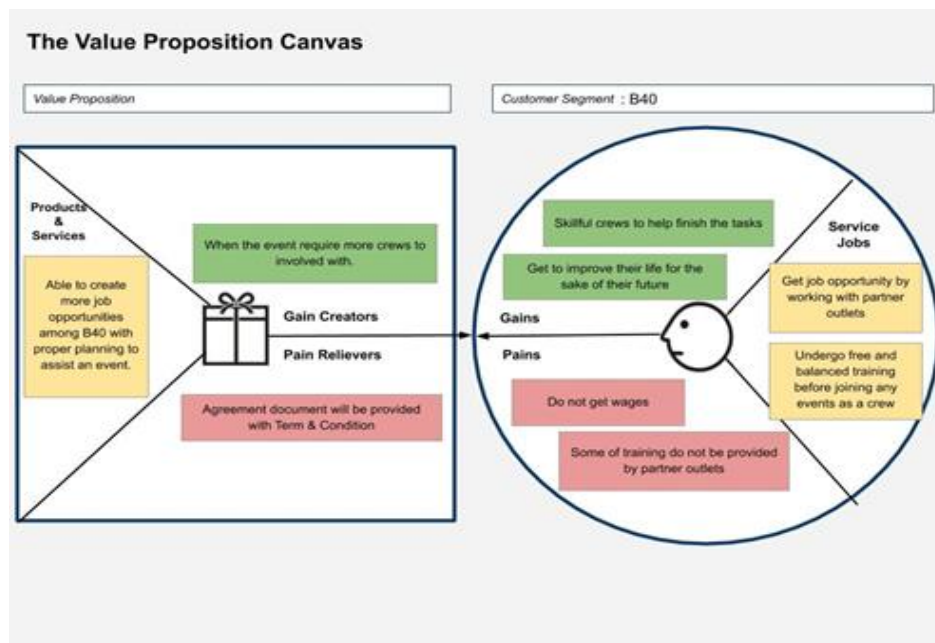 The Value Proposition Canvas
Value Proposition
Customer Segment : B40
Products
&
Services
Able to create
more job
opportunities
among B40 with
proper planning to
assist an event.
When the event require more crews to
involved with.
Gain Creators
Pain Relievers
Agreement document will be provided
with Term & Condition
Skillful crews to help finish the tasks
Get to improve their life for the
sake of their future
Gains
Pains
Do not get wages
Some of training do not be provided
by partner outlets
Service
Jobs
Get job opportunity by
working with partner
outlets
Undergo free and
balanced training
before joining any
events as a crew